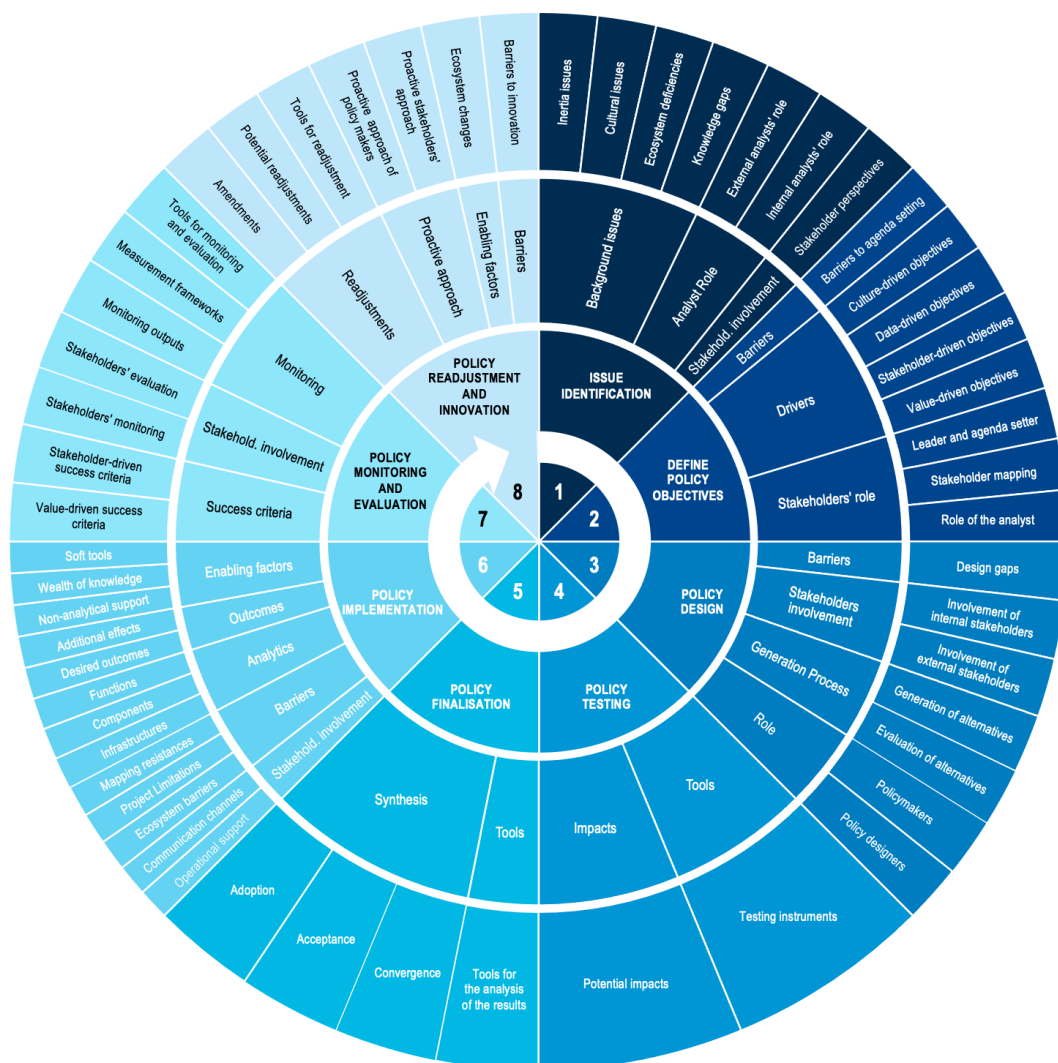 1
2
3
4
5
6
7
8
ISSUE
IDENTIFICATION
Background issues
Analyst Role
Stakehold. involvement
Inertia issues
Cultural issues
Ecosystem deficiencies
Knowledge gaps
External analysts' role
Internal analysts' role
Stakeholder perspectives
DEFINE
POLICY
OBJECTIVES
Barriers
Drivers
Stakeholders' role
Barriers to agenda setting
Culture-driven objectives
Data-driven objectives
Stakeholder-driven objectives
Value-driven objectives
Leader and agenda setter
Stakeholder mapping
Role of the analyst
POLICY
DESIGN
Barriers
Stakeholders
involvement
Generation Process
Role
Design gaps
Involvement of
internal stakeholders
Involvement of
external stakeholders
Generation of alternatives
Evaluation of alternatives
Policymakers
Policy designers
POLICY
TESTING
Tools
Impacts
Testing instruments
Potential impacts
POLICY
FINALISATION
Tools
Synthesis
Tools for
the analysis
of the results
Convergence
Acceptance
Adoption
POLICY
IMPLEMENTATION
Stakehold. involvement
Barriers
Analytics
Outcomes
Enabling factors
Operational support
Communication channels
Ecosystem barriers
Project Limitations
Mapping resistances
Infrastructures
Components
Functions
Desired outcomes
Additional effects
Non-analytical support
Wealth of knowledge
Soft tools
POLICY
MONITORING
AND
EVALUATION
Success criteria
Stakehold. involvement
Monitoring
Value-driven success
criteria
Stakeholder-driven
success criteria
Stakeholders' monitoring
Stakeholders' evaluation
Monitoring outputs
Measurement frameworks
Tools for monitoring
and evaluation
POLICY
READJUSTMENT
AND
INNOVATION
Readjustments
Proactive approach
Enabling
factors
Barriers
Amendments
Potential readjustments
Tools for readjustment
Proactive approach of
policy makers
Proactive stakeholders'
approach
Ecosystem changes
Barriers to innovation